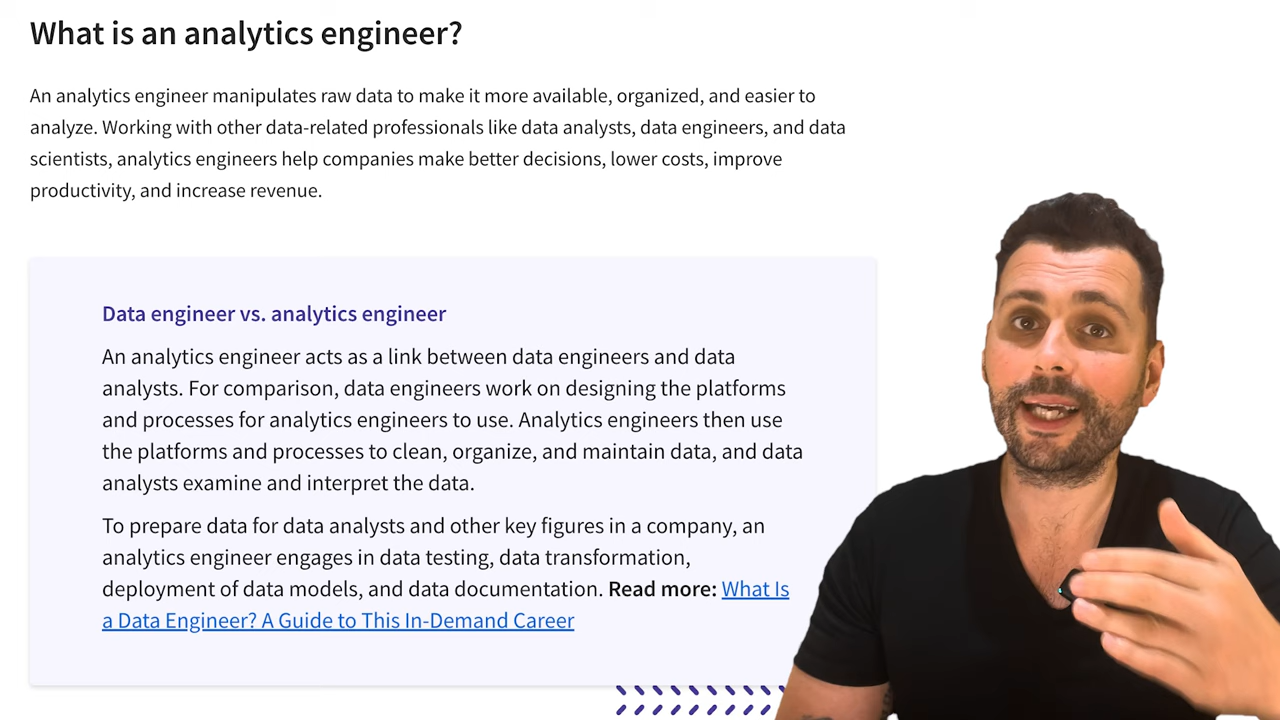 What is an analytics engineer?
An analytics engineer manipulates raw data to make it more available, organized, and easier to
analyze. Working with other data-related professionals like data analysts, data engineers, and data
scientists, analytics engineers help companies make better decisions, lower costs, improve
productivity, and increase revenue.
Data engineer vs. analytics engineer
An analytics engineer acts as a link between data engineers and data
analysts. For comparison, data engineers work on designing the platforms
and processes for analytics engineers to use. Analytics engineers then use
the platforms and processes to clean, organize, and maintain data, and data
analysts examine and interpret the data.
To prepare data for data analysts and other key figures in a company, an
analytics engineer engages in data testing, data transformation,
deployment of data models, and data documentation. Read more: What Is
a Data Engineer? A Guide to This In-Demand Career